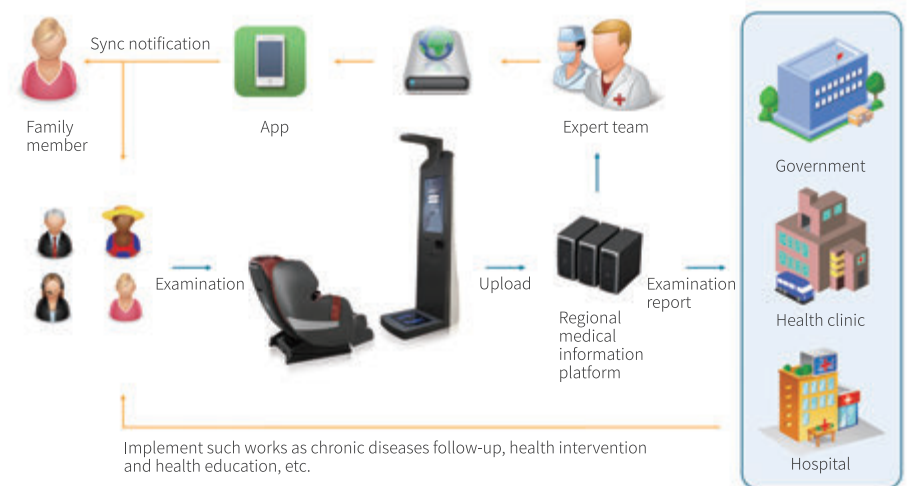 Sync notification
Family
member
App
Expert team
Government
Examination
Upload
Examination
report
Regional
medical
information
platform
Health clinic
Implement such works as chronic diseases follow-up, health intervention
and health education, etc.
Hospital